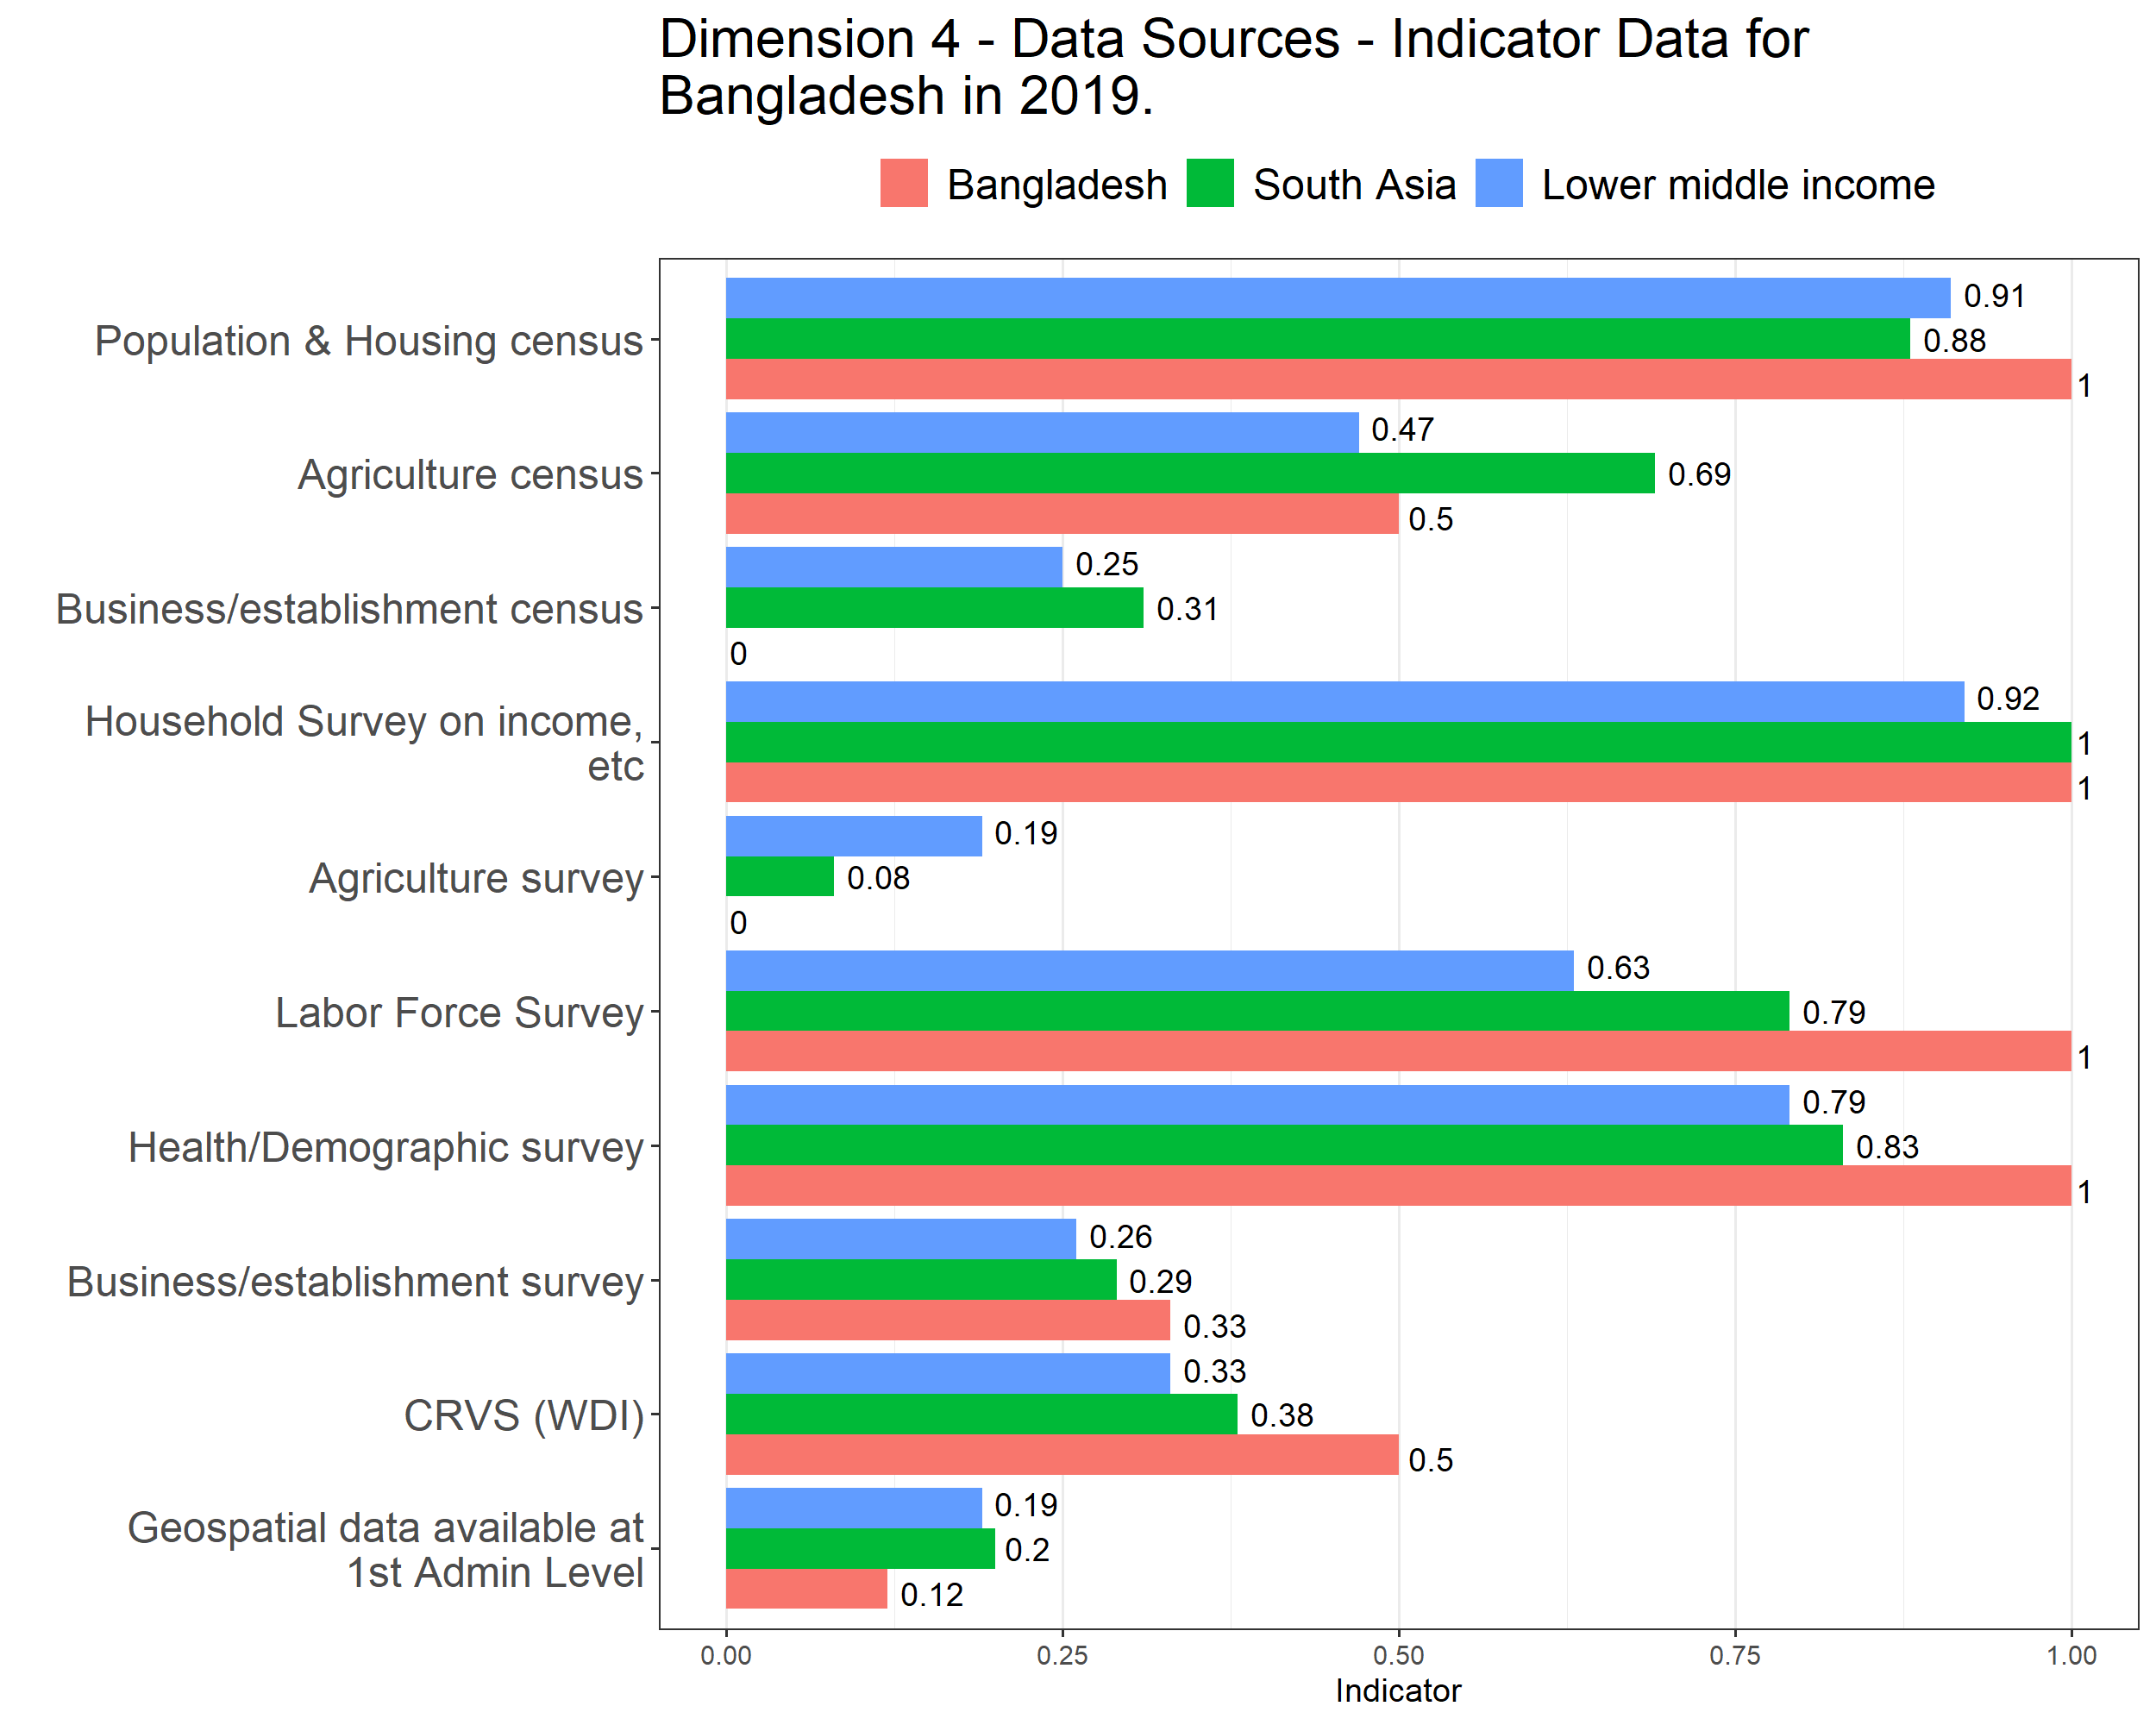 Dimension 4 - Data Sources - Indicator Data for
Bangladesh in 2019.
Bangladesh South Asia Lower middle income
Population & Housing census
0.91
0.88
1
Agriculture census
0.47
0.69
0.5
Business/establishment census
0.25
0.31
0
Household Survey on income,
etc
0.92
1
1
Agriculture survey
0.19
0.08
0
Labor Force Survey
0.63
0.79
1
Health/Demographic survey
0.79
0.83
1
Business/establishment survey
0.26
0.29
0.33
CRVS (WDI)
0.33
0.38
0.5
Geospatial data available at
1st Admin Level
0.19
0.2
0.12
0.00 0.25 0.50 0.75 1.00
Indicator